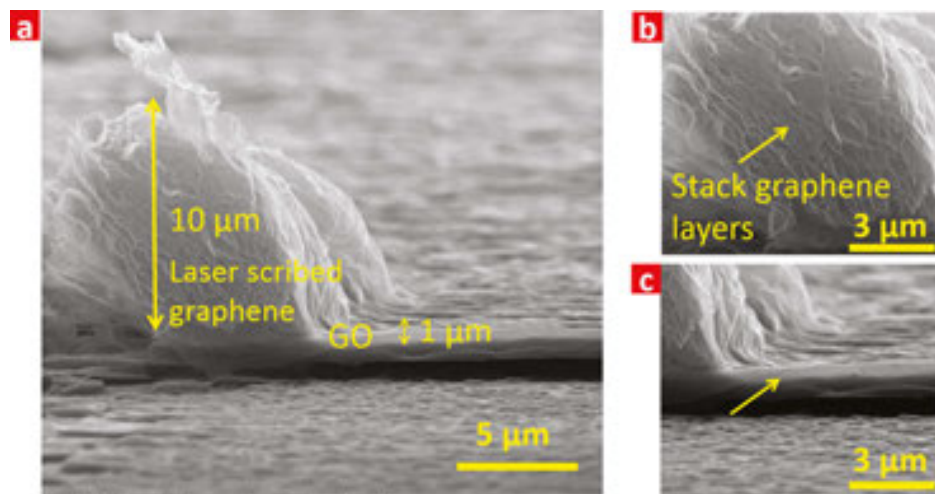 a
10 μm
Laser scribed
graphene
GO
1 μm
5 μm
b
Stack graphene
layers
3 μm
c
3 μm